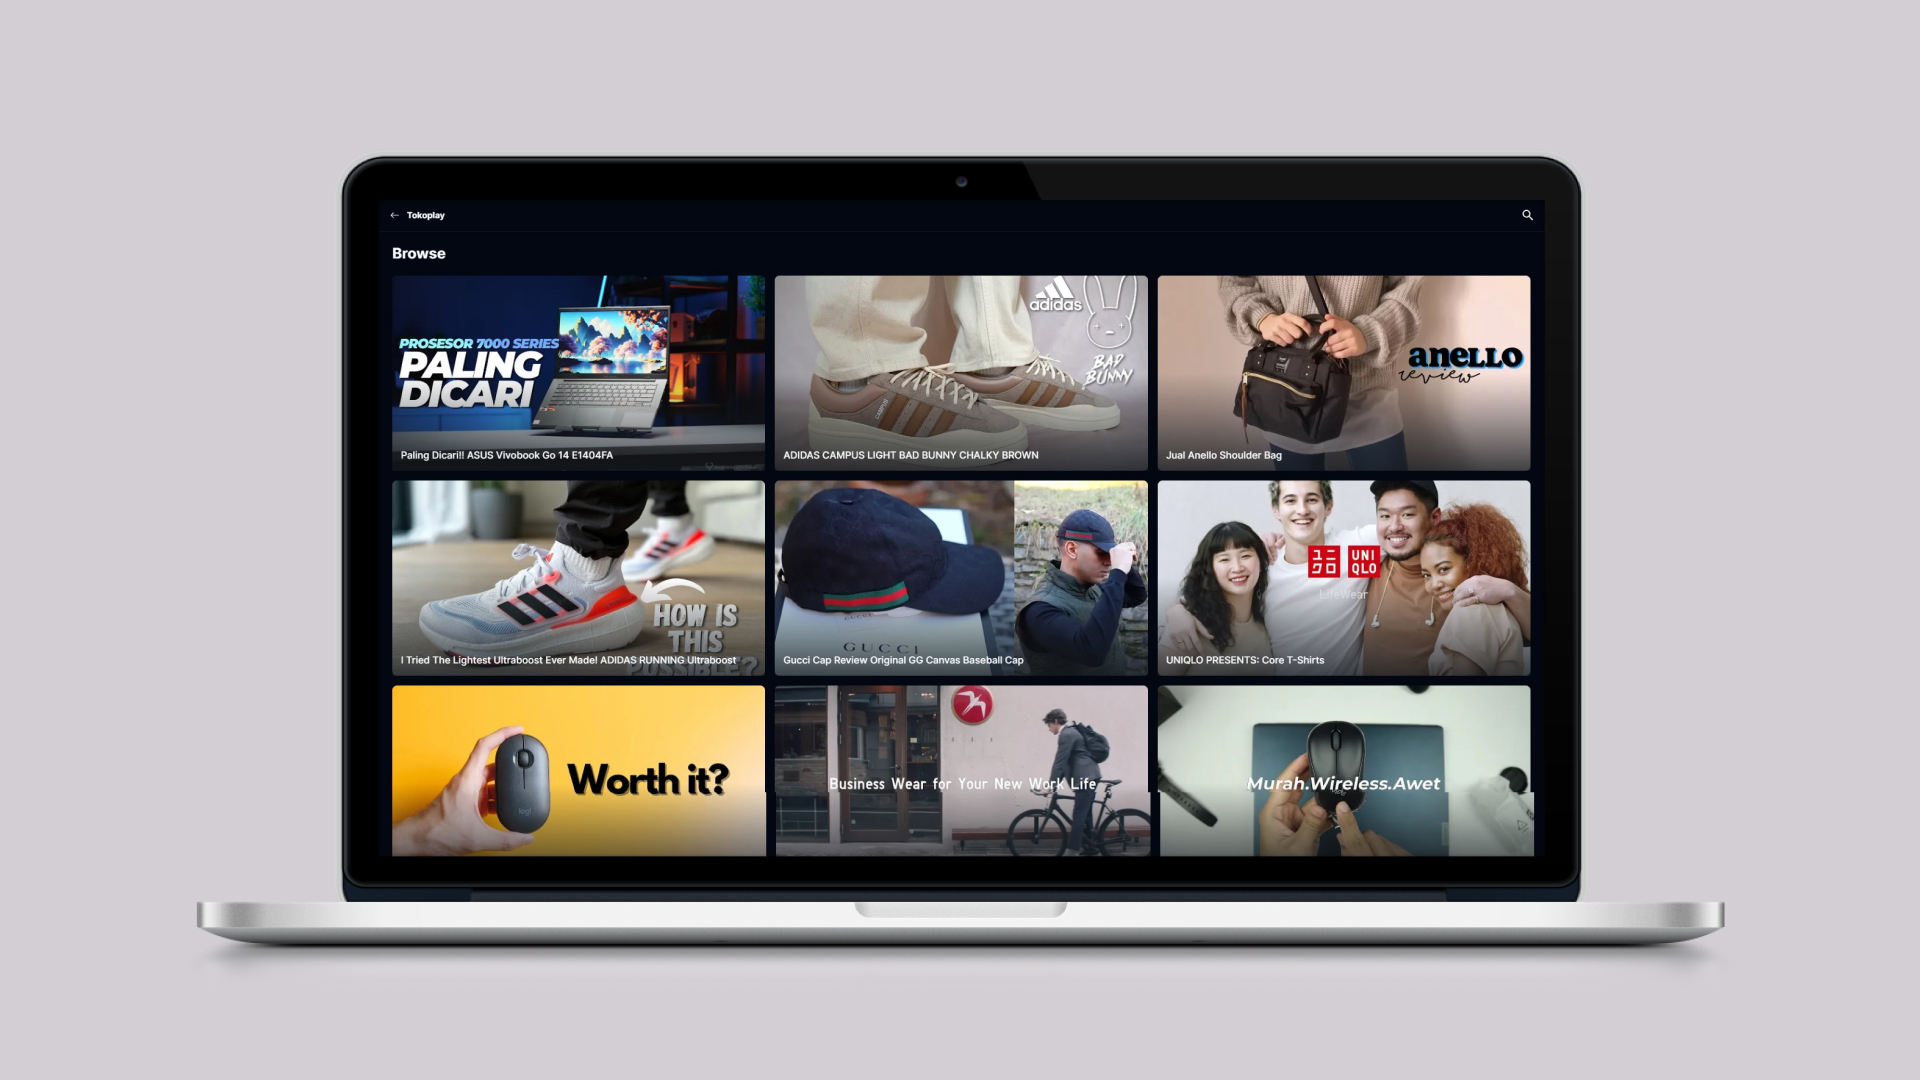 Tokoplay
Browse
PROSESOR 7000 SERIES
PALING
DICARI
Paling Dicari!! ASUS Vivobook Go 14 E1404FA
adidas
BAD
BUNNY
CAMPUS
ADIDAS CAMPUS LIGHT BAD BUNNY CHALKY BROWN
anello
review
Jual Anello Shoulder Bag
HOW IS
THIS
POSSIBLE?
I Tried The Lightest Ultraboost Ever Made! ADIDAS RUNNING Ultraboost
GUCCI
Gucci Cap Review Original GG Canvas Baseball Cap
ユニ UNI
クロ QLO
LifeWear
UNIQLO PRESENTS: Core T-Shirts
logi
Worth it?
Business Wear for Your New Work Life
Murah.Wireless.Awet